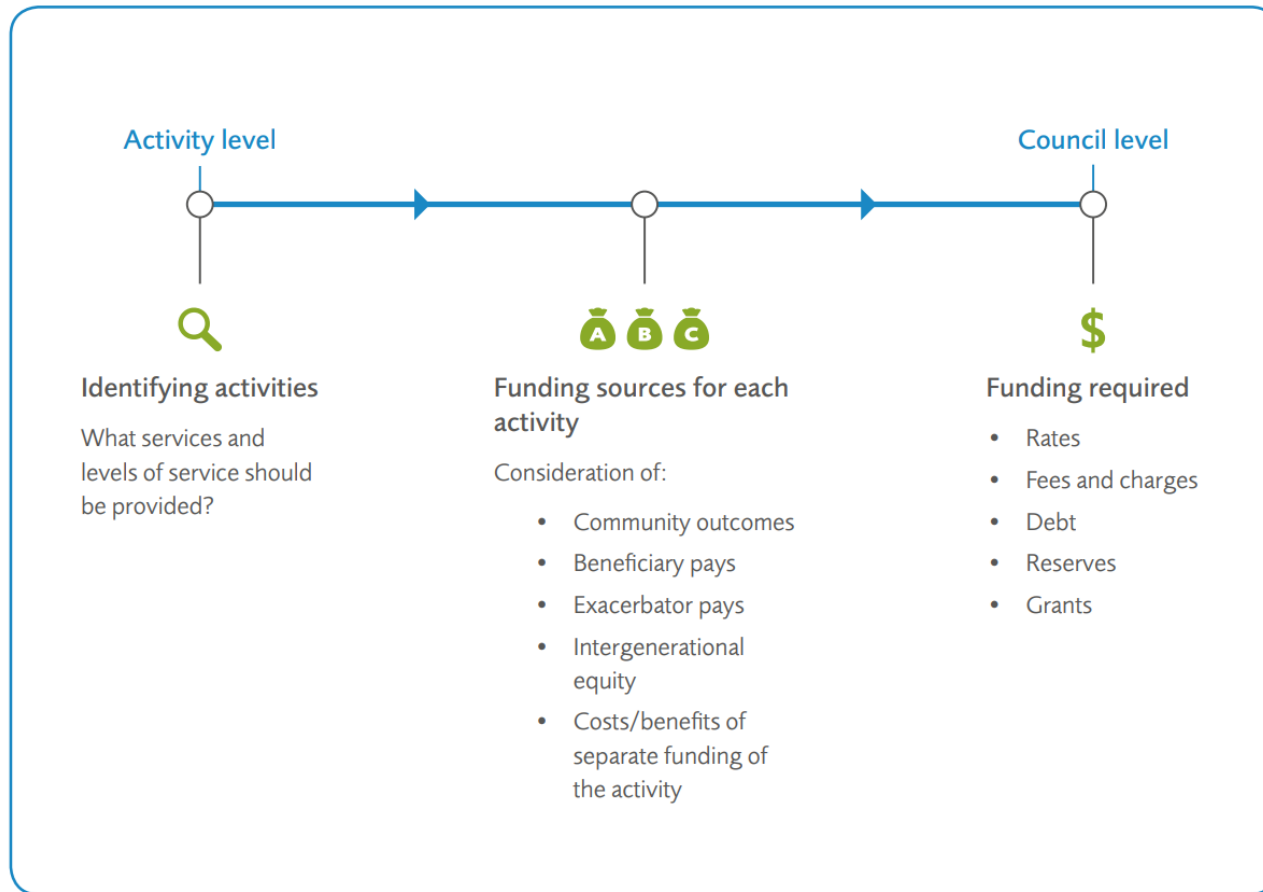 Activity level
Council level
A B C
$
Identifying activities
What services and
levels of service should
be provided?
Funding sources for each
activity
Consideration of:
• Community outcomes
• Beneficiary pays
• Exacerbator pays
• Intergenerational
equity
• Costs/benefits of
separate funding of
the activity
Funding required
• Rates
• Fees and charges
• Debt
• Reserves
• Grants